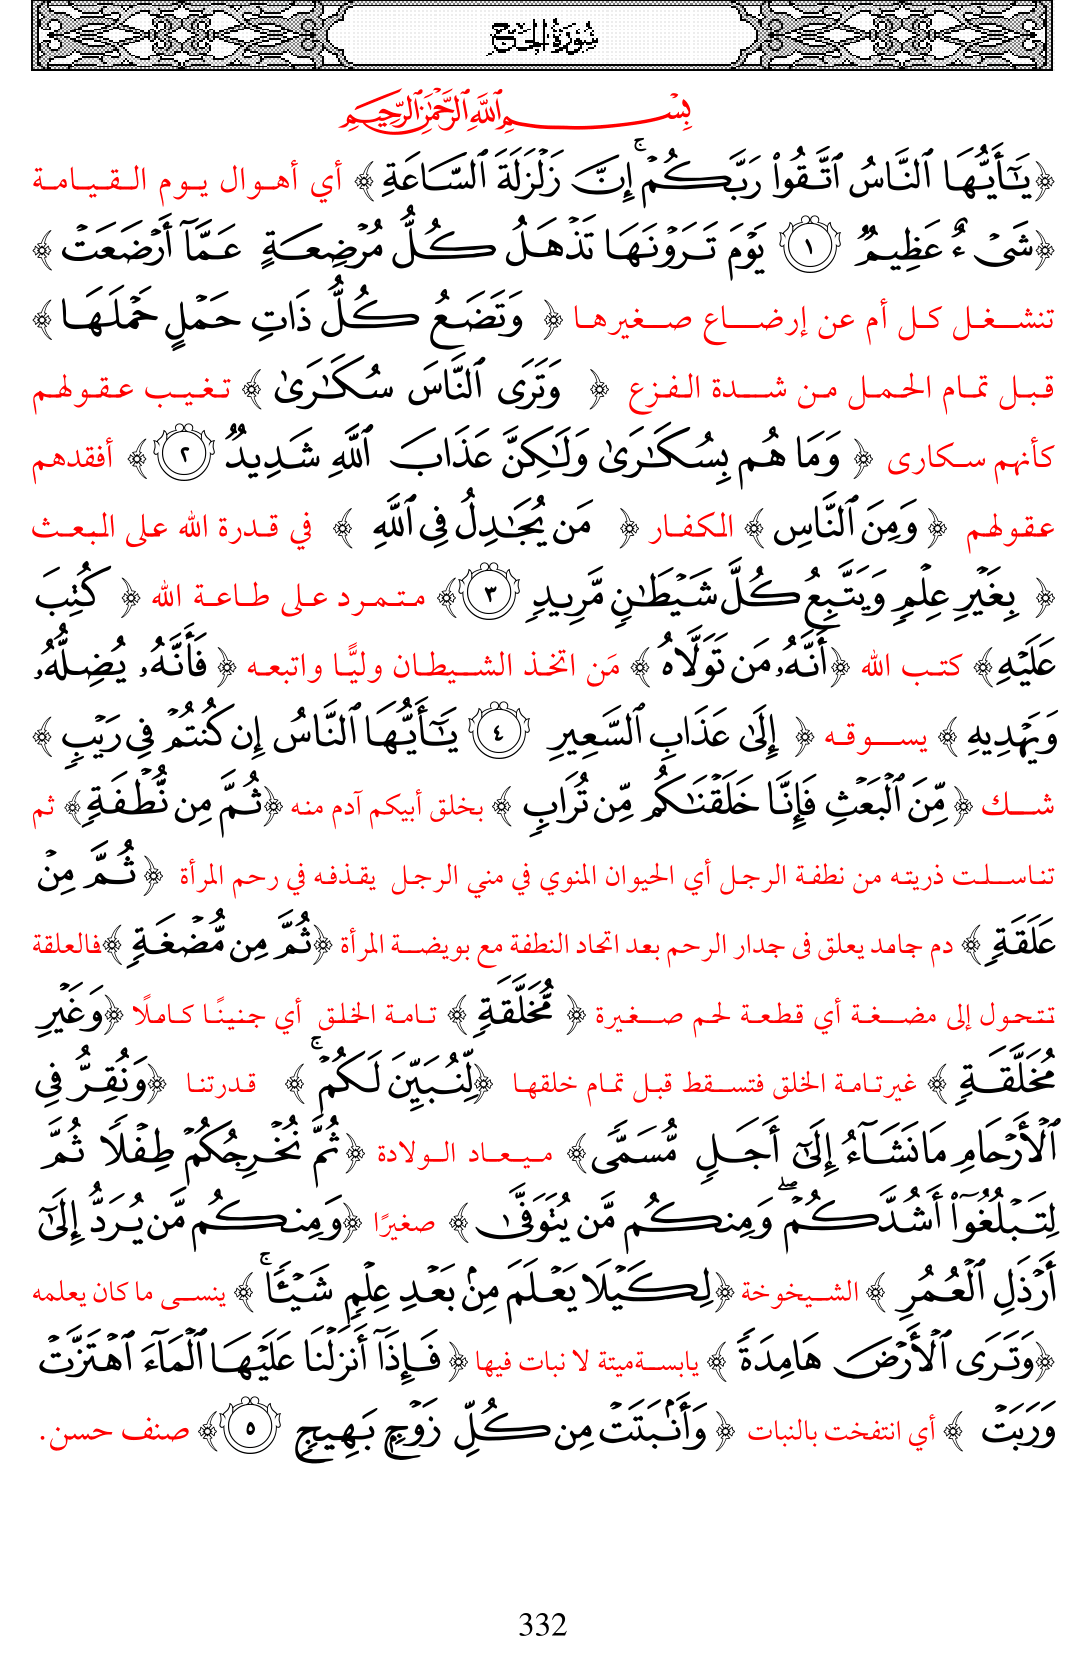 سُورَةُ الحَجِّ
بِسْمِ ٱللَّهِ ٱلرَّحْمَٰنِ ٱلرَّحِيمِ
﴿يَٰٓأَيُّهَا ٱلنَّاسُ ٱتَّقُوا۟ رَبَّكُمْ ۚ إِنَّ زَلْزَلَةَ ٱلسَّاعَةِ ﴾ أي أهوال يوم القيامة
﴿شَىْءٌ عَظِيمٌ ١ يَوْمَ تَرَوْنَهَا تَذْهَلُ كُلُّ مُرْضِعَةٍ عَمَّآ أَرْضَعَتْ ﴾
تنشغل كل أم عن إرضاع صغيرها ﴿ وَتَضَعُ كُلُّ ذَاتِ حَمْلٍ حَمْلَهَا ﴾
قبل تمام الحمل من شدة الفزع ﴿ وَتَرَى ٱلنَّاسَ سُكَٰرَىٰ ﴾ تغيب عقولهم
كأنهم سكارى ﴿ وَمَا هُم بِسُكَٰرَىٰ وَلَٰكِنَّ عَذَابَ ٱللَّهِ شَدِيدٌ ٢ ﴾ أفقدهم
عقولهم ﴿ وَمِنَ ٱلنَّاسِ ﴾ الكفار ﴿ مَن يُجَٰدِلُ فِى ٱللَّهِ ﴾ في قدرة الله على البعث
﴿ بِغَيْرِ عِلْمٍ وَيَتَّبِعُ كُلَّ شَيْطَٰنٍ مَّرِيدٍ ٣ ﴾ متمرد على طاعة الله ﴿ كُتِبَ
عَلَيْهِ﴾ كتب الله ﴿أَنَّهُۥ مَن تَوَلَّاهُ ﴾ مَن اتخذ الشيطان وليًّا واتبعه ﴿ فَأَنَّهُۥ يُضِلُّهُۥ
وَيَهْدِيهِ ﴾ يسوقه ﴿ إِلَىٰ عَذَابِ ٱلسَّعِيرِ ٤ يَٰٓأَيُّهَا ٱلنَّاسُ إِن كُنتُمْ فِى رَيْبٍ ﴾
شك ﴿ مِّنَ ٱلْبَعْثِ فَإِنَّا خَلَقْنَٰكُم مِّن تُرَابٍ ﴾ بخلق أبيكم آدم منه ﴿ثُمَّ مِن نُّطْفَةٍ﴾ ثم
تناسلت ذريته من نطفة الرجل أي الحيوان المنوي في مني الرجل يقذفه في رحم المرأة ﴿ ثُمَّ مِنْ
عَلَقَةٍ ﴾ دم جامد يعلق فى جدار الرحم بعد اتحاد النطفة مع بويضة المرأة ﴿ثُمَّ مِن مُّضْغَةٍ ﴾فالعلقة
تتحول إلى مضغة أي قطعة لحم صغيرة ﴿ مُّخَلَّقَةٍ ﴾ تامة الخلق أي جنينًا كاملًا ﴿وَغَيْرِ
مُخَلَّقَةٍ ﴾ غيرتامة الخلق فتسقط قبل تمام خلقها ﴿لِّنُبَيِّنَ لَكُمْ ۚ ﴾ قدرتنا ﴿وَنُقِرُّ فِى
ٱلْأَرْحَامِ مَا نَشَآءُ إِلَىٰٓ أَجَلٍ مُّسَمًّى ﴾ ميعاد الولادة ﴿ ثُمَّ نُخْرِجُكُمْ طِفْلًا ثُمَّ
لِتَبْلُغُوٓا۟ أَشُدَّكُمْ ۖ وَمِنكُم مَّن يُتَوَفَّىٰ ﴾ صغيرًا ﴿وَمِنكُم مَّن يُرَدُّ إِلَىٰٓ
أَرْذَلِ ٱلْعُمُرِ ﴾ الشيخوخة ﴿لِكَيْلَا يَعْلَمَ مِنۢ بَعْدِ عِلْمٍ شَيْـًٔا ۚ ﴾ ينسى ما كان يعلمه
﴿وَتَرَى ٱلْأَرْضَ هَامِدَةً ﴾ يابسةميتة لا نبات فيها ﴿ فَإِذَآ أَنزَلْنَا عَلَيْهَا ٱلْمَآءَ ٱهْتَزَّتْ
وَرَبَتْ ﴾ أي انتفخت بالنبات ﴿ وَأَنۢبَتَتْ مِن كُلِّ زَوْجٍ بَهِيجٍ ٥ ﴾ صنف حسن.
332